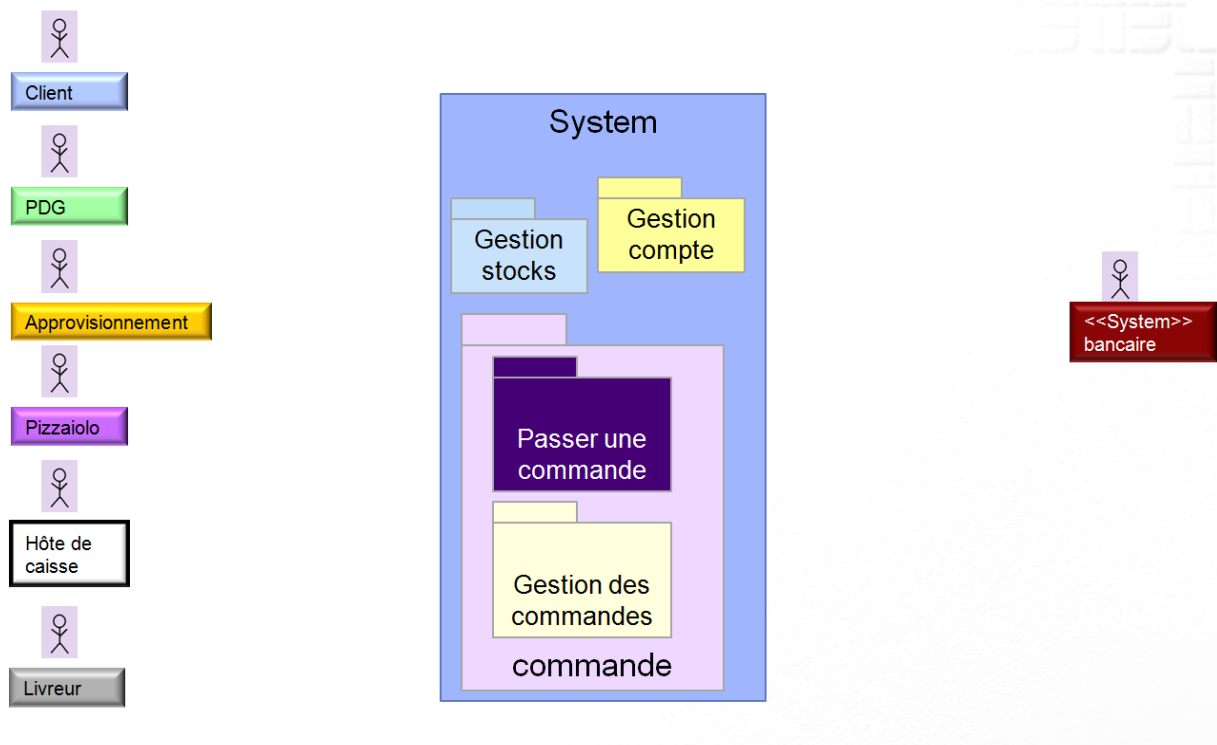 Client
PDG
Approvisionnement
Pizzaiolo
Hôte de
caisse
Livreur
System
Gestion
stocks
Gestion
compte
Passer une
commande
Gestion des
commandes
commande
<<System>>
bancaire